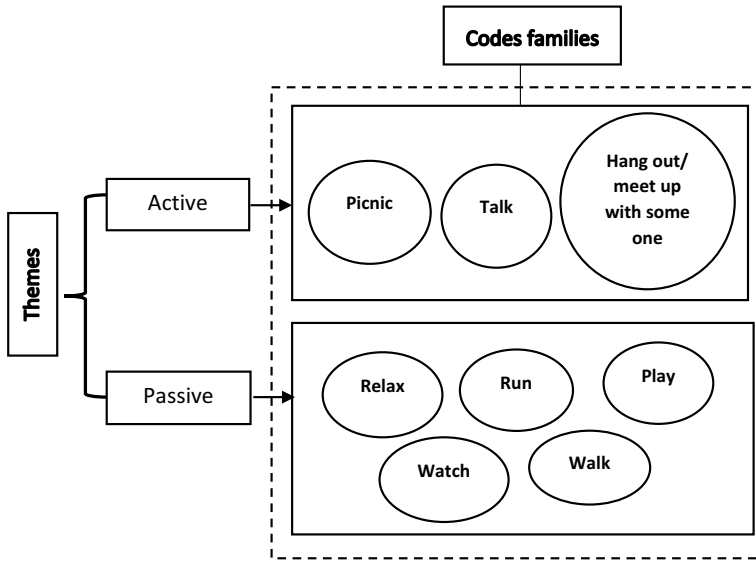 Codes families
Themes
Active
Picnic
Talk
Hang out/
meet up
with some
one
Passive
Relax
Run
Play
Watch
Walk